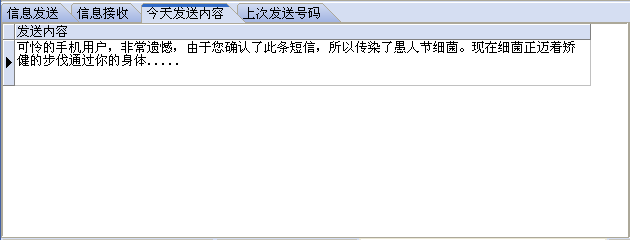 信息发送 信息接收 今天发送内容 上次发送号码
发送内容
可怜的手机用户，非常遗憾，由于您确认了此条短信，所以传染了愚人节细菌。现在细菌正迈着矫
健的步伐通过你的身体.....